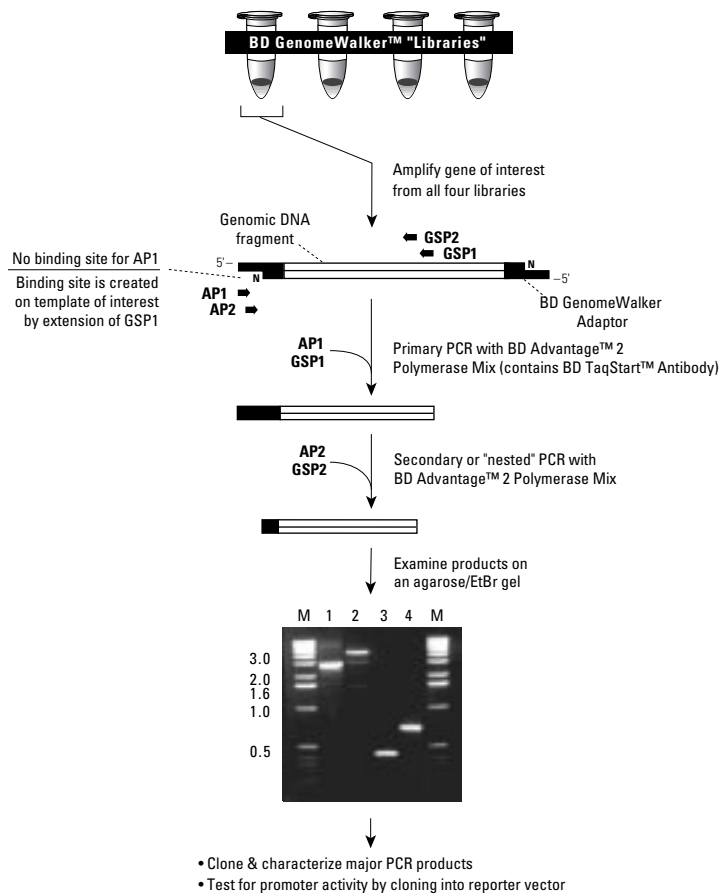 BD GenomeWalker™ "Libraries"
Amplify gene of interest
from all four libraries
Genomic DNA
fragment
GSP2
GSP1
No binding site for AP1
Binding site is created
on template of interest
by extension of GSP1
5'–
N
N
–5'
AP1
AP2
BD GenomeWalker
Adaptor
AP1
GSP1
Primary PCR with BD Advantage™ 2
Polymerase Mix (contains BD TaqStart™ Antibody)
AP2
GSP2
Secondary or "nested" PCR with
BD Advantage™ 2 Polymerase Mix
Examine products on
an agarose/EtBr gel
M 1 2 3 4 M
3.0
2.0
1.6
1.0
0.5
• Clone & characterize major PCR products
• Test for promoter activity by cloning into reporter vector